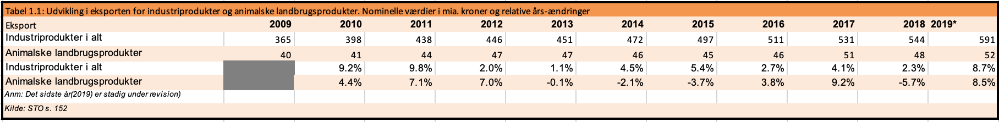 Tabel 1.1: Udvikling i eksporten for industriprodukter og animalske landbrugsprodukter. Nominelle værdier i mia. kroner og relative års-ændringer
Eksport 2009 2010 2011 2012 2013 2014 2015 2016 2017 2018 2019*
Industriprodukter i alt 365 398 438 446 451 472 497 511 531 544 591
Animalske landbrugsprodukter 40 41 44 47 47 46 45 46 51 48 52
Industriprodukter i alt 9.2% 9.8% 2.0% 1.1% 4.5% 5.4% 2.7% 4.1% 2.3% 8.7%
Animalske landbrugsprodukter 4.4% 7.1% 7.0% -0.1% -2.1% -3.7% 3.8% 9.2% -5.7% 8.5%
Anm: Det sidste år(2019) er stadig under revision)
Kilde: STO s. 152